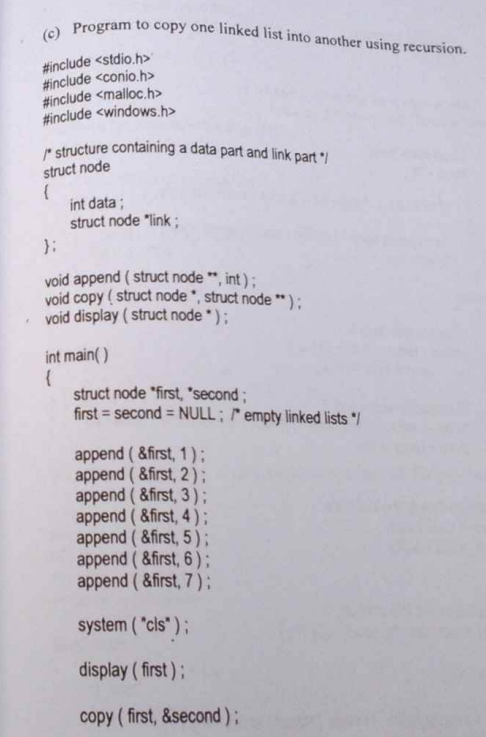 (c) Program to copy one linked list into another using recursion.
#include <stdio.h>
#include <conio.h>
#include <malloc.h>
#include <windows.h>
/* structure containing a data part and link part */
struct node
{
int data ;
struct node *link ;
} ;
void append ( struct node **, int ) ;
void copy ( struct node *, struct node ** ) ;
void display ( struct node * ) ;
int main( )
{
struct node *first, *second ;
first = second = NULL ; /* empty linked lists */
append ( &first, 1 ) ;
append ( &first, 2 ) ;
append ( &first, 3 ) ;
append ( &first, 4 ) ;
append ( &first, 5 ) ;
append ( &first, 6 ) ;
append ( &first, 7 ) ;
system ( "cls" ) ;
display ( first ) ;
copy ( first, &second ) ;